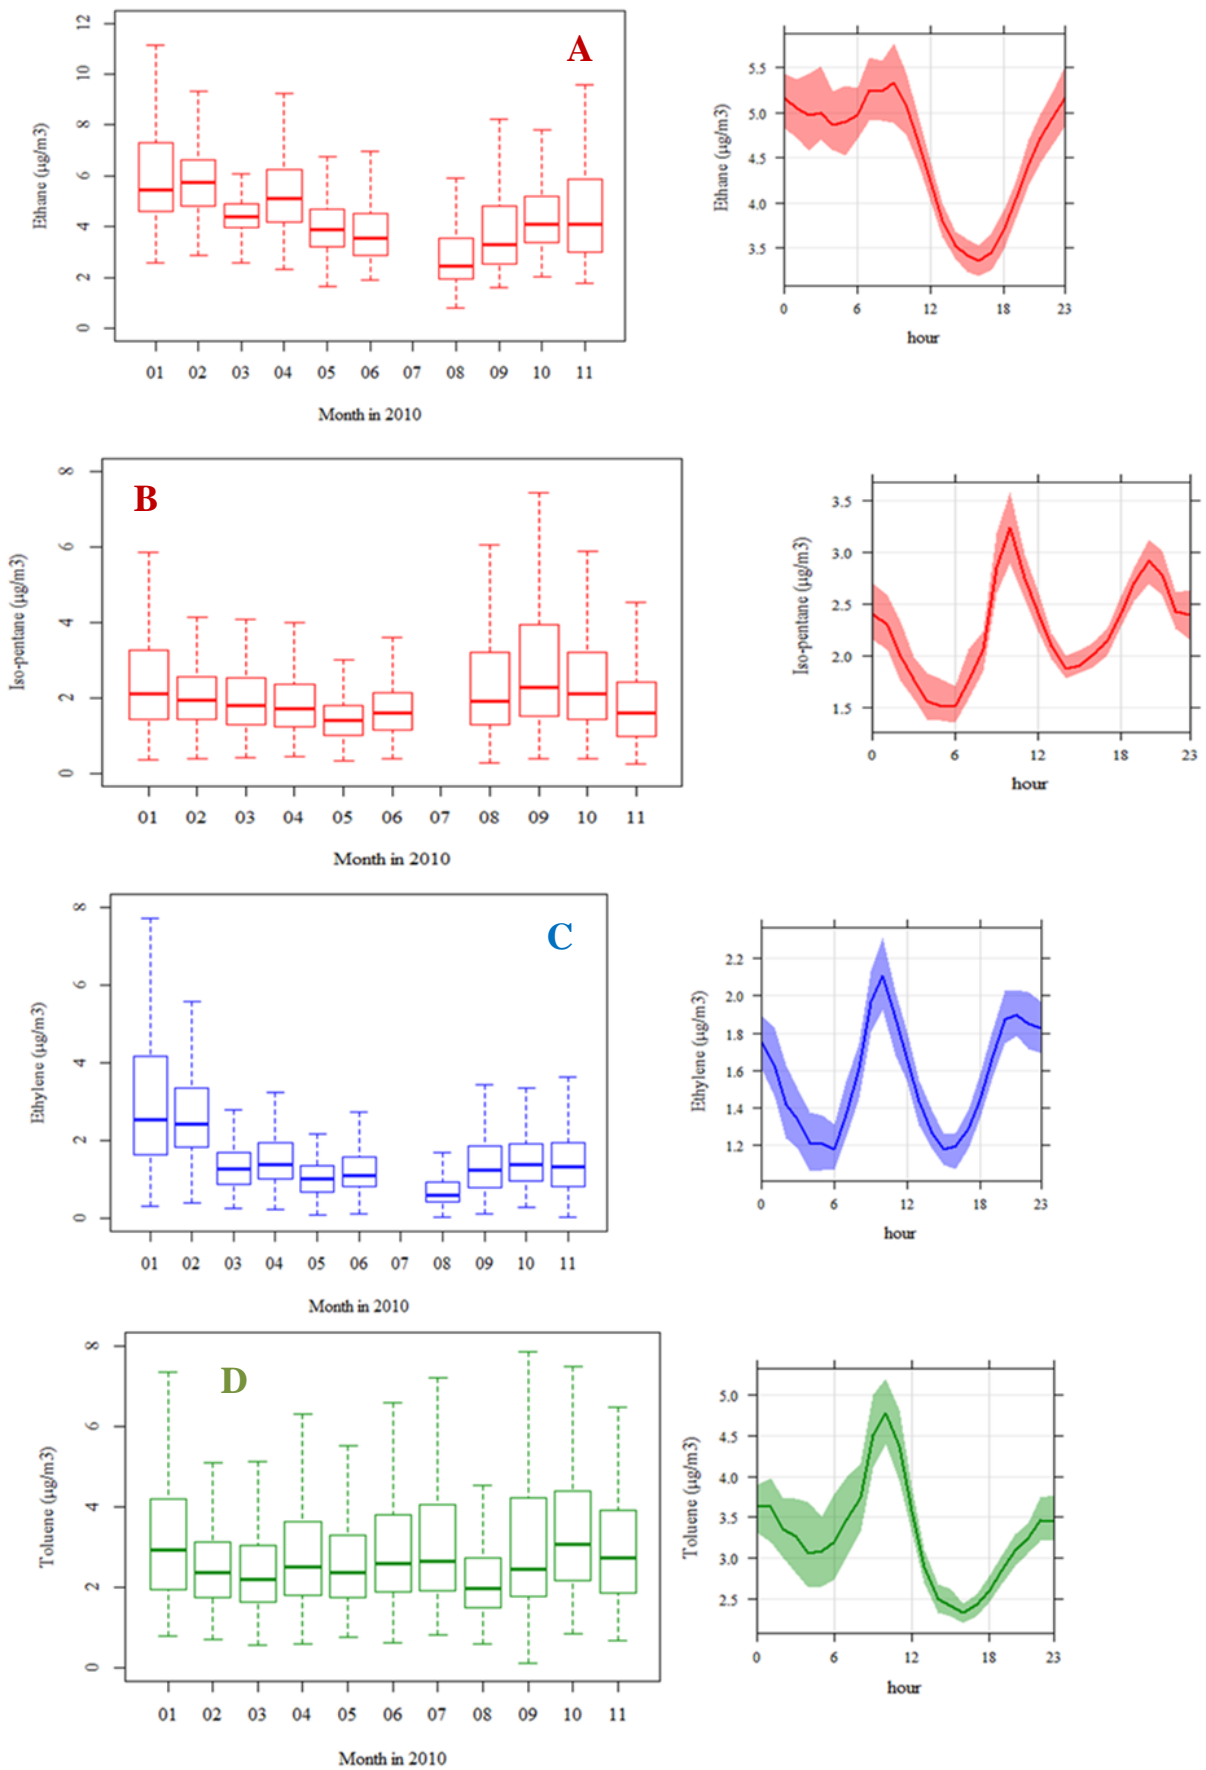 A
Ethane (µg/m3)
12
10
8
6
4
2
0
01 02 03 04 05 06 07 08 09 10 11
Month in 2010
Ethane (µg/m3)
5.5
5.0
4.5
4.0
3.5
0 6 12 18 23
hour
B
Iso-pentane (µg/m3)
8
6
4
2
0
01 02 03 04 05 06 07 08 09 10 11
Month in 2010
Iso-pentane (µg/m3)
3.5
3.0
2.5
2.0
1.5
0 6 12 18 23
hour
C
Ethylene (µg/m3)
8
6
4
2
0
01 02 03 04 05 06 07 08 09 10 11
Month in 2010
Ethylene (µg/m3)
2.2
2.0
1.8
1.6
1.4
1.2
0 6 12 18 23
hour
D
Toluene (µg/m3)
8
6
4
2
0
01 02 03 04 05 06 07 08 09 10 11
Month in 2010
Toluene (µg/m3)
5.0
4.5
4.0
3.5
3.0
2.5
0 6 12 18 23
hour